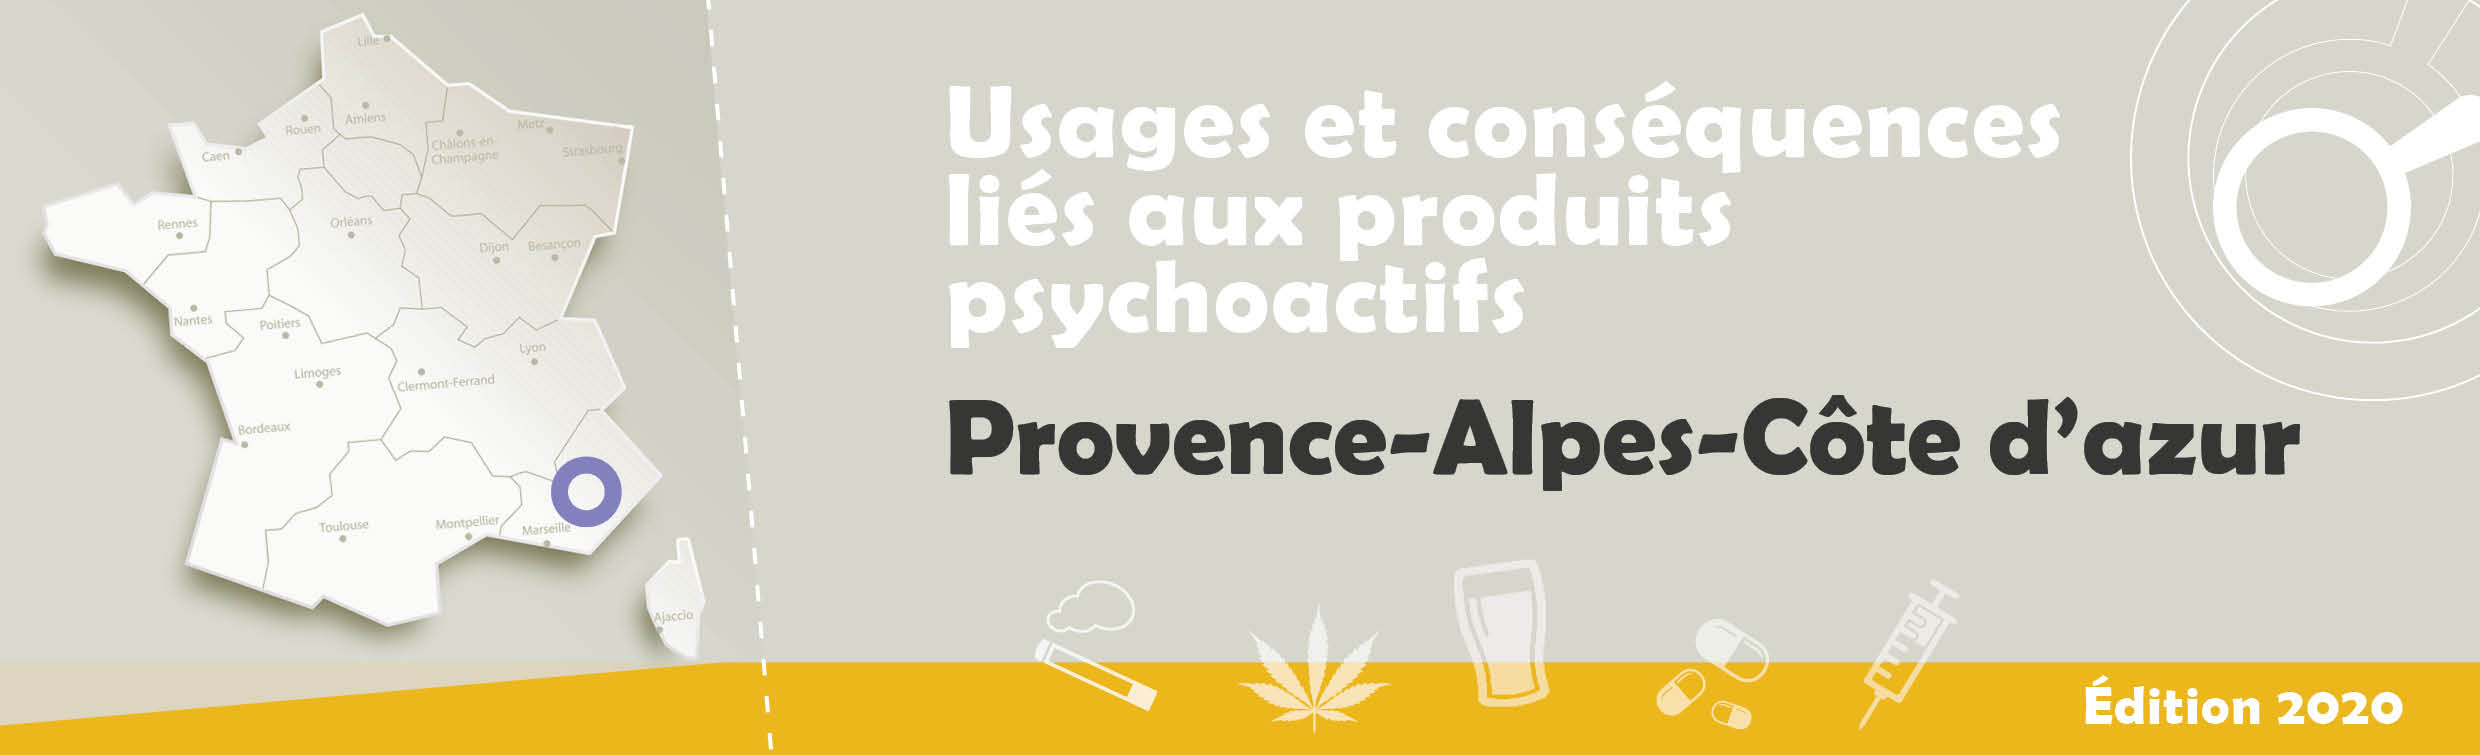 Lille
Amiens
Rouen
Caen
Châlons-en-
Champagne
Metz
Strasbourg
Rennes
Orléans
Dijon
Besançon
Nantes
Poitiers
Limoges
Clermont-Ferrand
Lyon
Bordeaux
Toulouse
Montpellier
Marseille
Ajaccio
Usages et conséquences
liés aux produits
psychoactifs
Provence-Alpes-Côte d’azur
Édition 2020